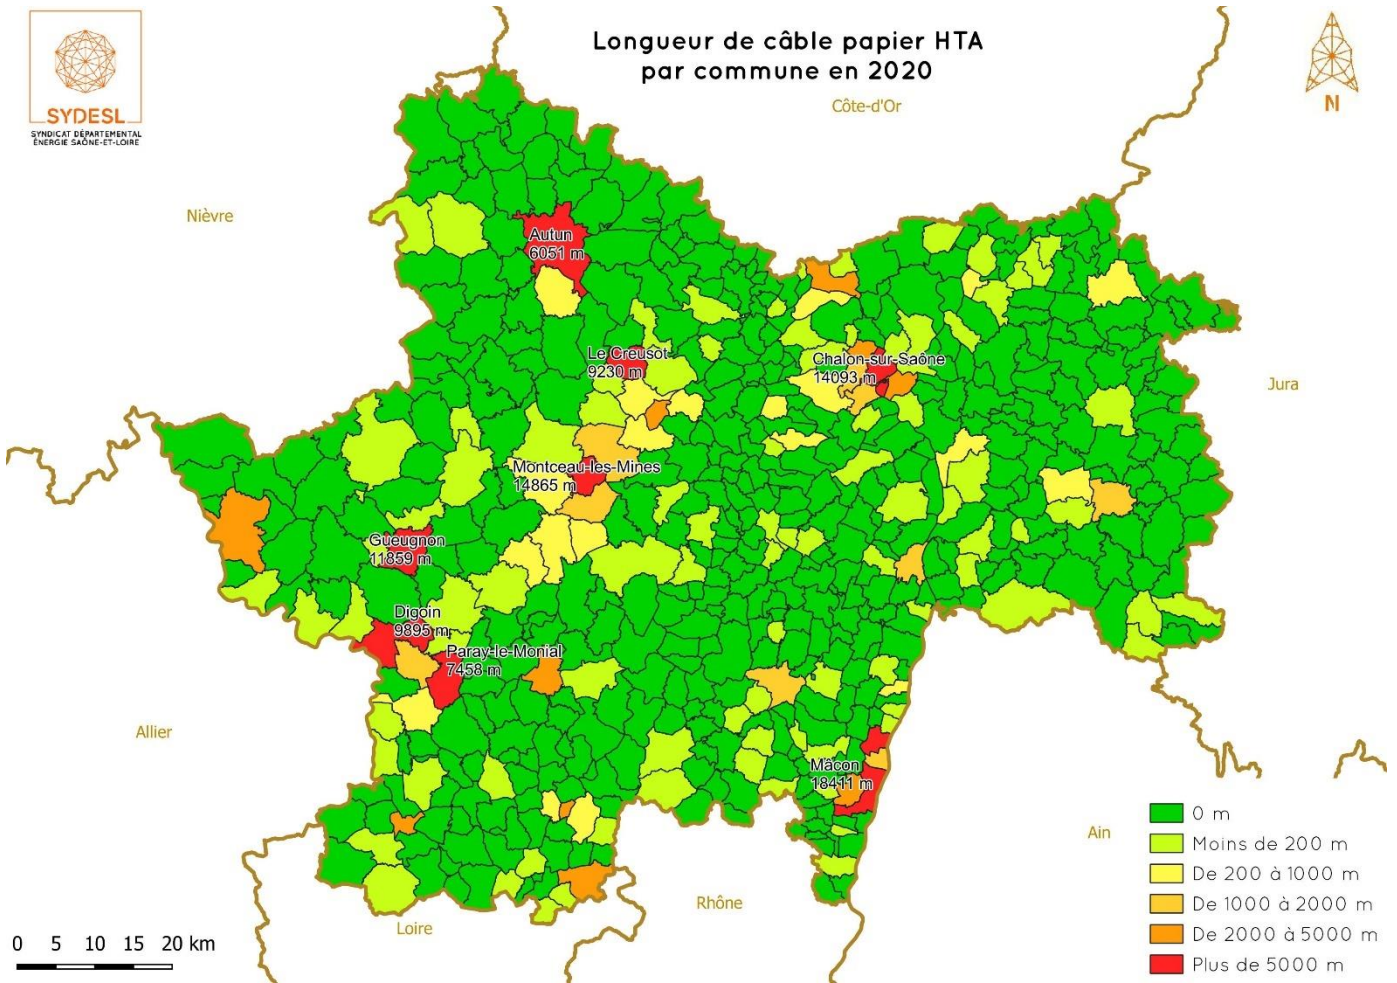 Longueur de câble papier HTA
par commune en 2020
SYDESL
SYNDICAT DÉPARTEMENTAL
ÉNERGIE SAÔNE-ET-LOIRE
N
Côte-d'Or
Nièvre
Autun
6051 m
Le Creusot
9230 m
Chalon-sur-Saône
14093 m
Jura
Montceau-les-Mines
14865 m
Gueugnon
11859 m
Digoin
9895 m
Paray-le-Monial
7458 m
Allier
Mâcon
18411 m
Ain
Rhône
Loire
0 5 10 15 20 km
0 m
Moins de 200 m
De 200 à 1000 m
De 1000 à 2000 m
De 2000 à 5000 m
Plus de 5000 m